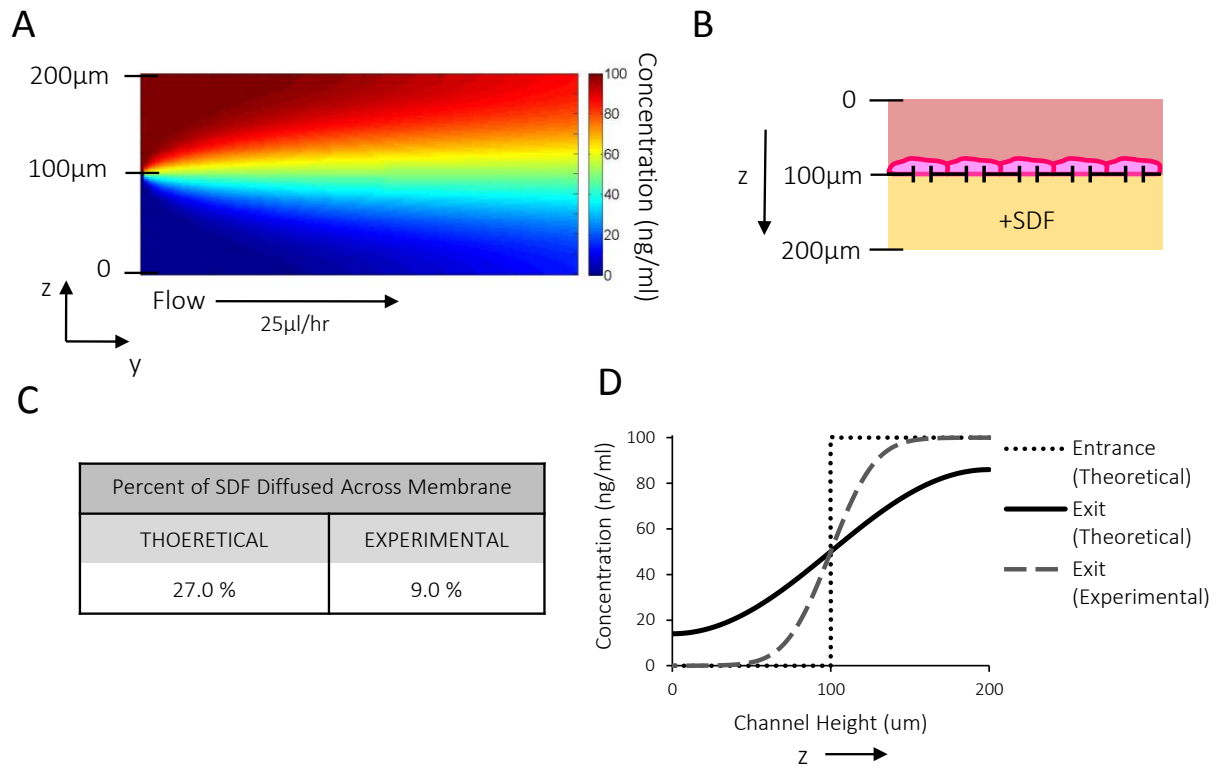 A
200µm
100µm
0
z
y
Flow
25µl/hr
100
80
60
40
20
0
Concentration (ng/ml)
B
0
z
100µm
+SDF
200µm
C
Percent of SDF Diffused Across Membrane
THOERETICAL
EXPERIMENTAL
27.0 %
9.0 %
D
Concentration (ng/ml)
100
80
60
40
20
0
0
100
200
Channel Height (um)
z
Entrance
(Theoretical)
Exit
(Theoretical)
Exit
(Experimental)